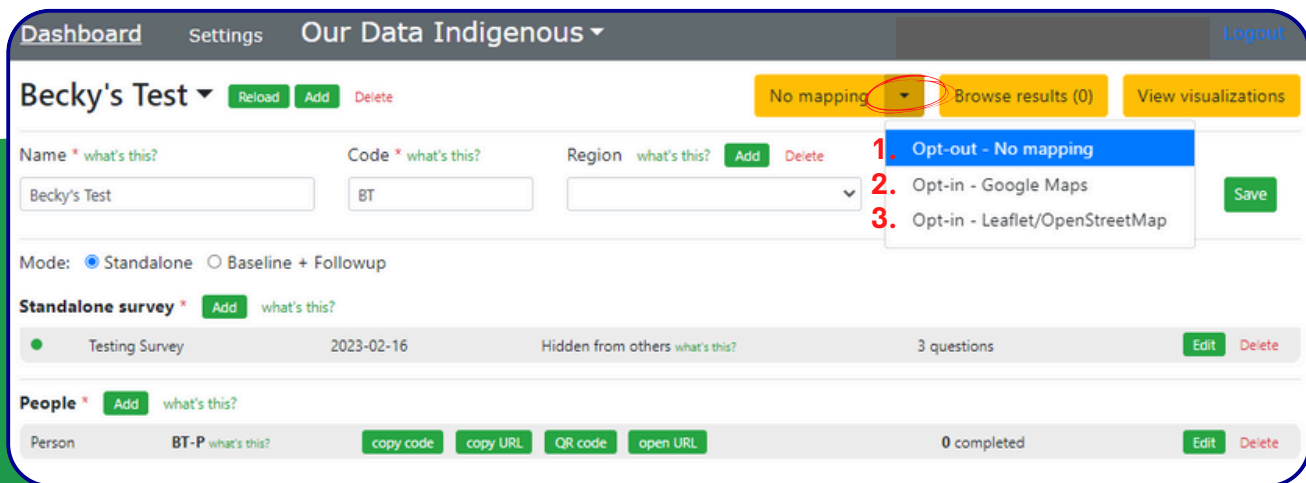 Dashboard Settings Our Data Indigenous Logout
Becky's Test Reload Add Delete No mapping Browse results (0) View visualizations
Name * what's this? Code * what's this? Region what's this? Add Delete 1. Opt-out - No mapping
Becky's Test BT 2. Opt-in - Google Maps Save
3. Opt-in - Leaflet/OpenStreetMap
Mode: Standalone Baseline + Followup
Standalone survey * Add what's this?
Testing Survey 2023-02-16 Hidden from others what's this? 3 questions Edit Delete
People * Add what's this?
Person BT-P what's this? copy code copy URL QR code open URL 0 completed Edit Delete